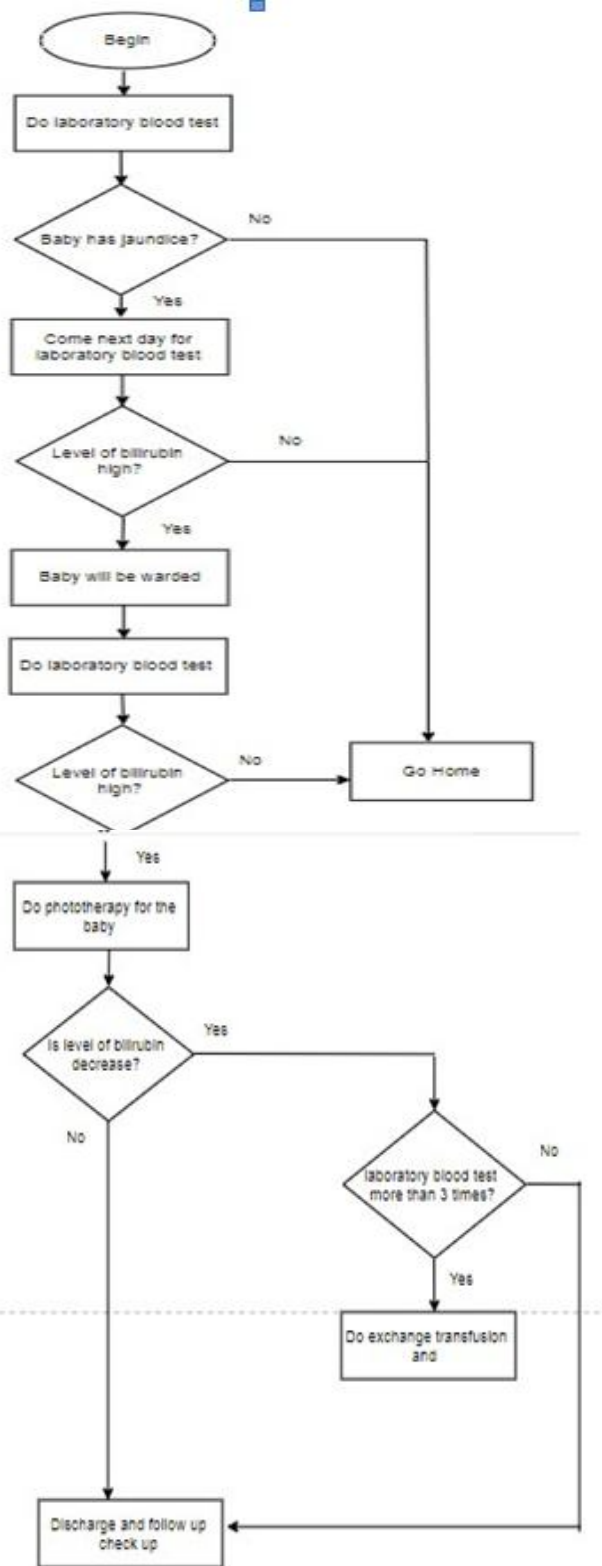 Begin
Do laboratory blood test
No
Baby has jaundice?
Yes
Come next day for
laboratory blood test
No
Level of bilirubin
high?
Yes
Baby will be warded
Do laboratory blood test
No
Level of bilirubin
high?
Go Home
Yes
Do phototherapy for the
baby
Yes
Is level of bilirubin
decrease?
No
No
laboratory blood test
more than 3 times?
Yes
Do exchange transfusion
and
Discharge and follow up
check up